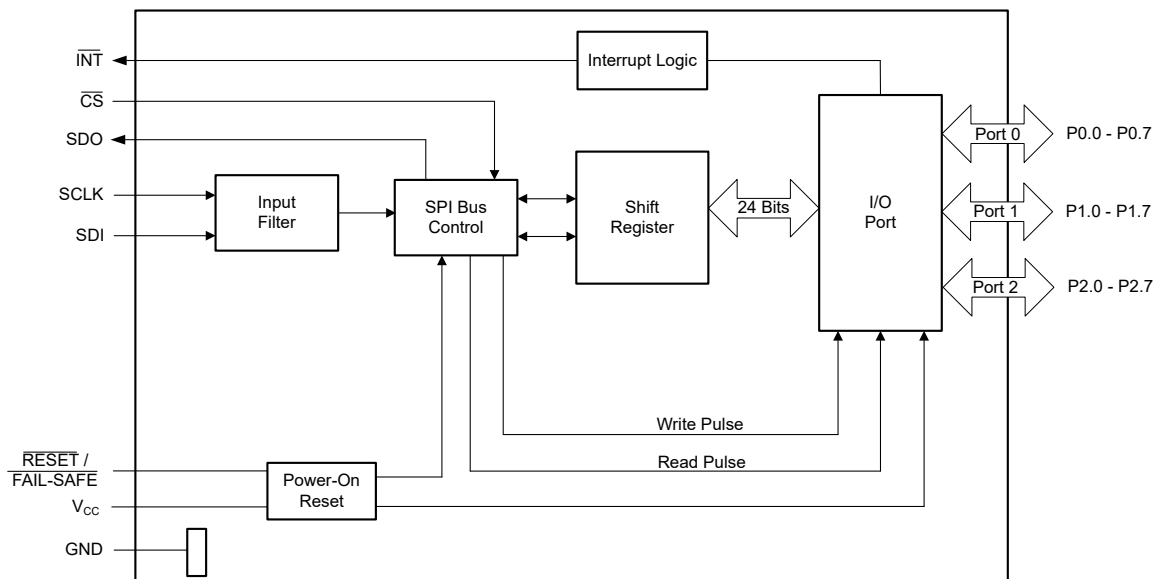 INT
Interrupt Logic
CS
SDO
Port 0
P0.0 - P0.7
SCLK
Input
Filter
SPI Bus
Control
Shift
Register
24 Bits
I/O
Port
Port 1
P1.0 - P1.7
SDI
Port 2
P2.0 - P2.7
Write Pulse
Read Pulse
RESET /
FAIL-SAFE
Power-On
Reset
VCC
GND